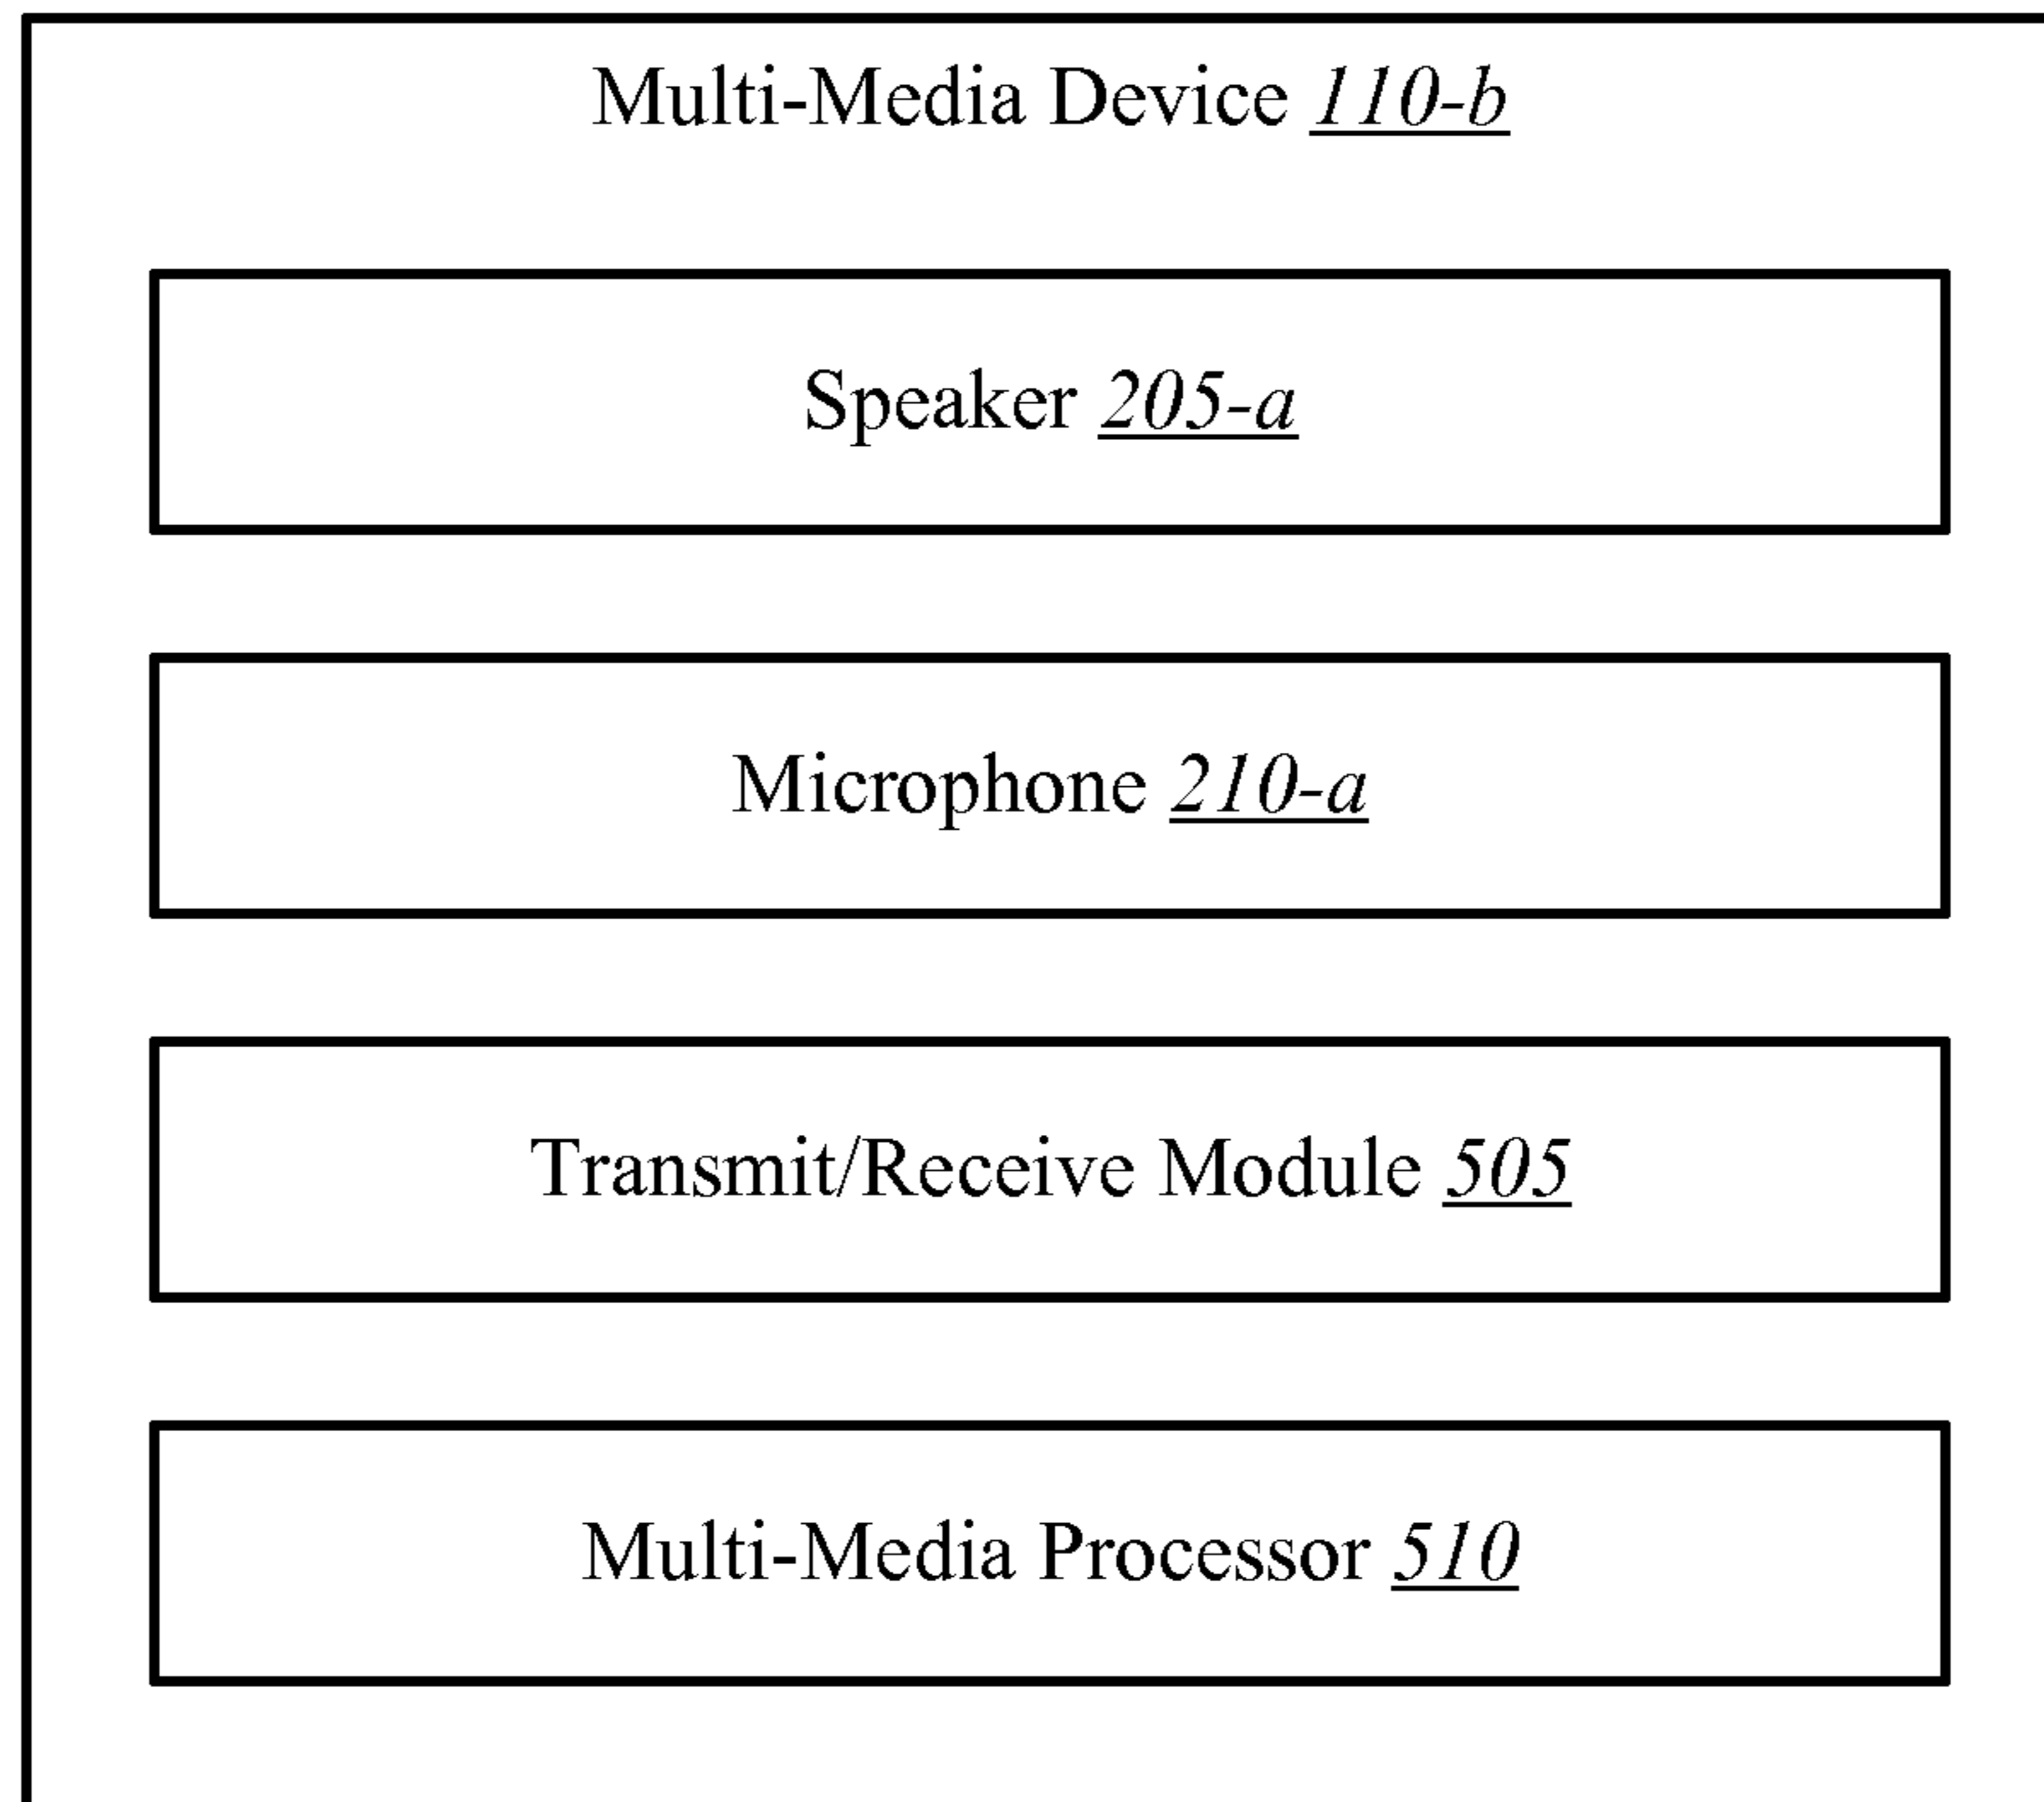 Multi-Media Device 110-b
Speaker 205-a
Microphone 210-a
Transmit/Receive Module 505
Multi-Media Processor 510